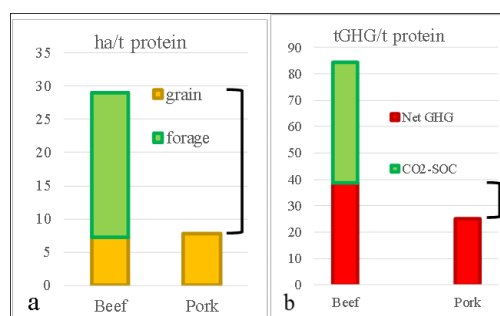 ha/t protein
35
30
25
20
15
10
5
0
grain
forage
a
Beef
Pork
tGHG/t protein
90
80
70
60
50
40
30
20
10
0
Net GHG
CO2-SOC
b
Beef
Pork